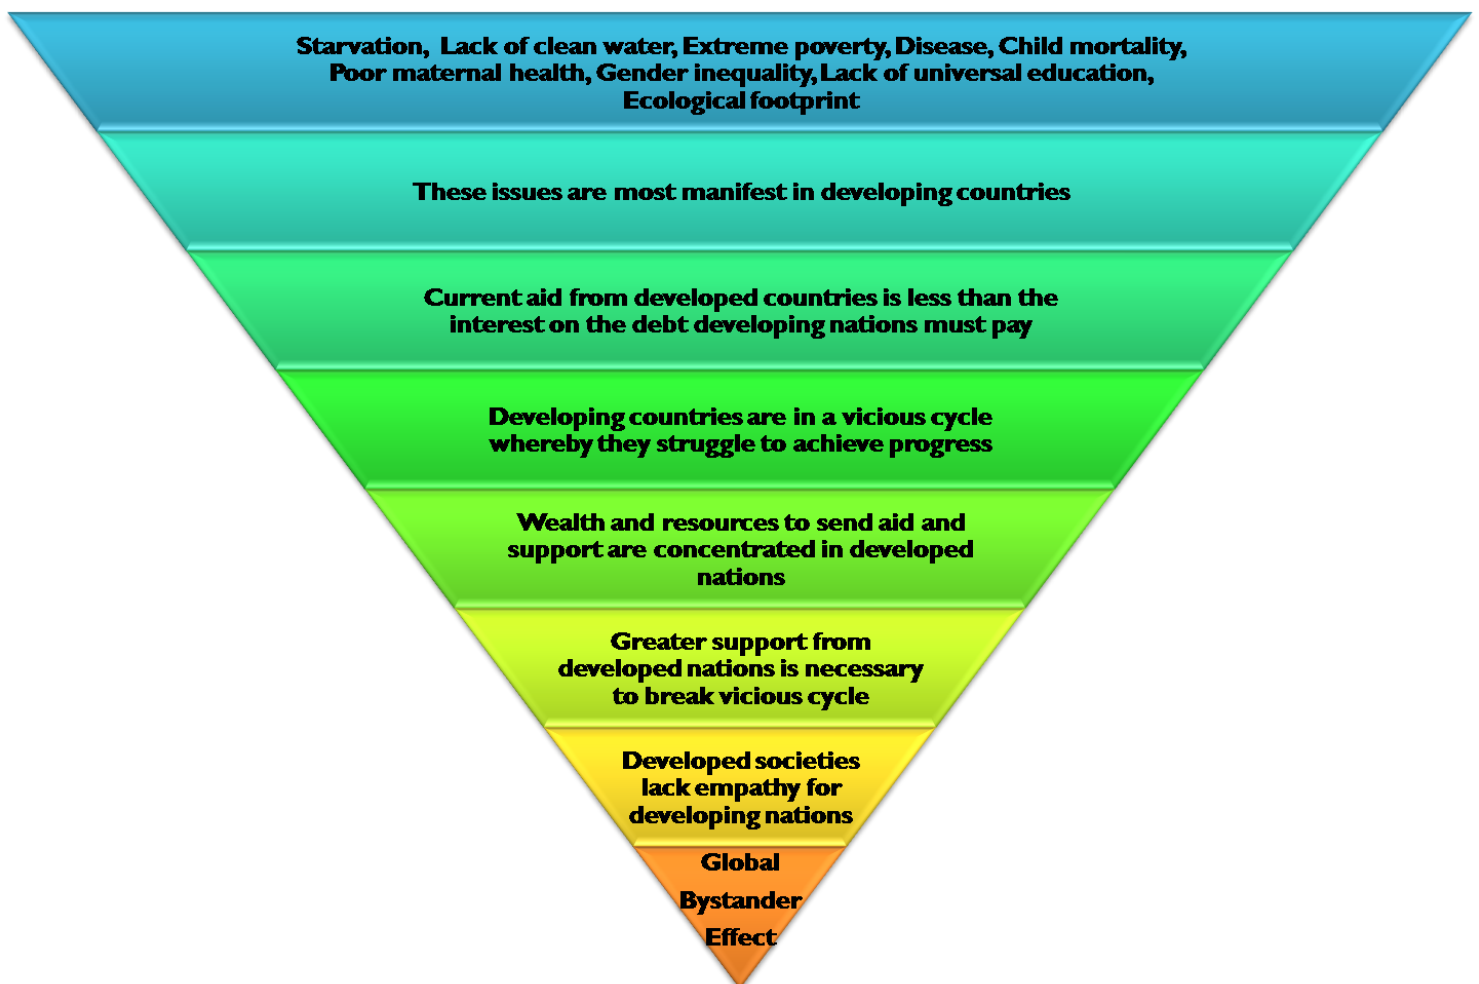 Starvation, Lack of clean water, Extreme poverty, Disease, Child mortality,
Poor maternal health, Gender inequality, Lack of universal education,
Ecological footprint
These issues are most manifest in developing countries
Current aid from developed countries is less than the
interest on the debt developing nations must pay
Developing countries are in a vicious cycle
whereby they struggle to achieve progress
Wealth and resources to send aid and
support are concentrated in developed
nations
Greater support from
developed nations is necessary
to break vicious cycle
Developed societies
lack empathy for
developing nations
Global
Bystander
Effect